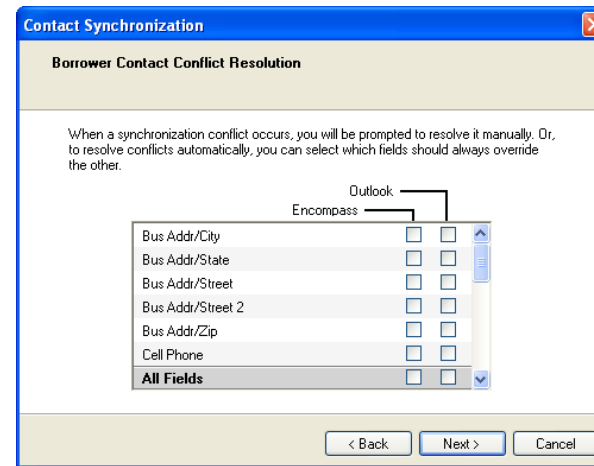 Contact Synchronization
Borrower Contact Conflict Resolution
When a synchronization conflict occurs, you will be prompted to resolve it manually. Or,
to resolve conflicts automatically, you can select which fields should always override
the other.
Outlook
Encompass
Bus Addr/City
Bus Addr/State
Bus Addr/Street
Bus Addr/Street 2
Bus Addr/Zip
Cell Phone
All Fields
< Back
Next >
Cancel